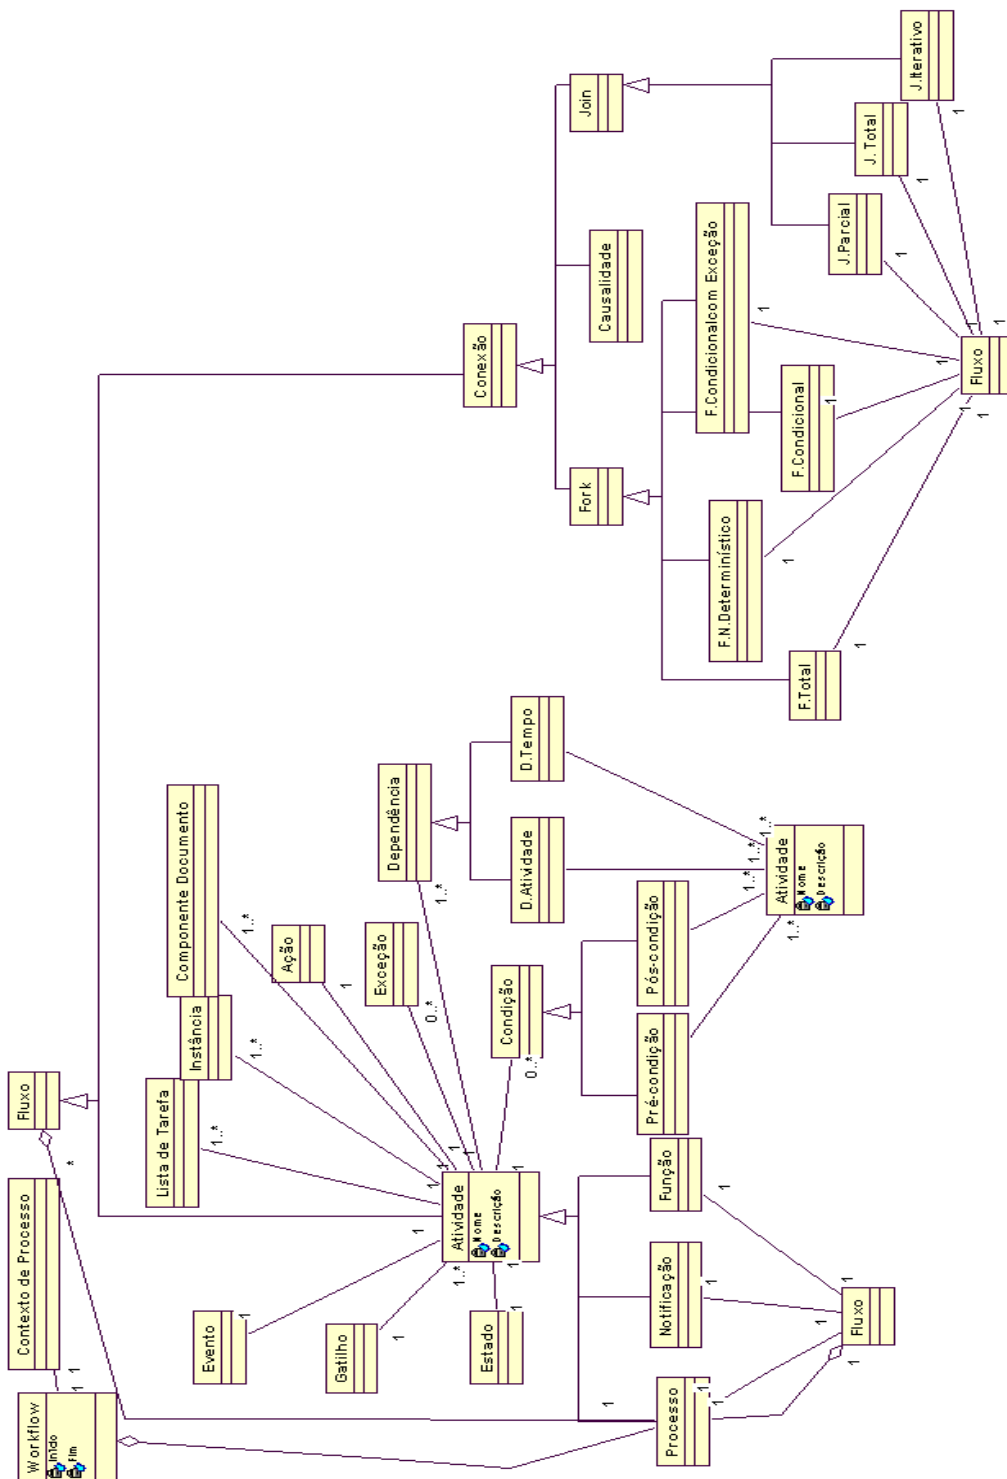 Workflow
Início
Fim
1
1
Contexto de Processo
*
Fluxo
Lista de Tarefa
1..*
Instância
1..*
Componente Documento
1..*
Ação
1
Exceção
0..*
Dependência
1..*
D.Atividade
D.Tempo
Condição
0..*
Pré-condição
Pós-condição
Atividade
Nome
Descrição
1..*
1..*
1..*
1..*
Evento
1
Gatilho
1
Estado
1
Atividade
Nome
Descrição
1
1..*
1
1
1
1
1
1
Processo
1
1
1
Notificação
1
Função
1
Fluxo
1
1
1
Conexão
Fork
Causalidade
Join
F.Total
1
F.N.Determinístico
1
F.Condicional
1
F.Condicionalcom Exceção
1
J.Parcial
1
J. Total
1
J.Iterativo
1
Fluxo
1
1
1
1
1
1
1